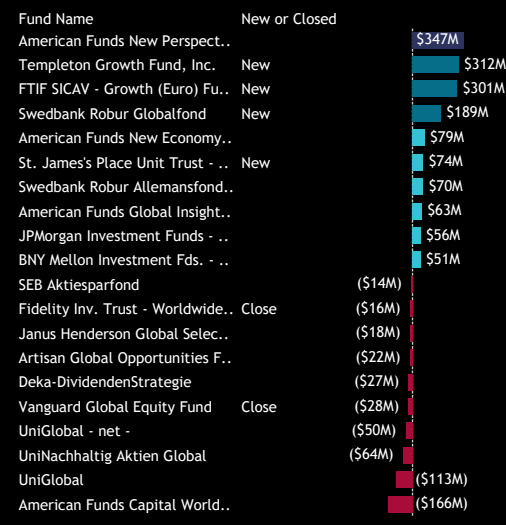 Fund Name New or Closed
American Funds New Perspect.. $347M
Templeton Growth Fund, Inc. New $312M
FTIF SICAV - Growth (Euro) Fu.. New $301M
Swedbank Robur Globalfond New $189M
American Funds New Economy.. $79M
St. James's Place Unit Trust - .. New $74M
Swedbank Robur Allemansfond.. $70M
American Funds Global Insight.. $63M
JPMorgan Investment Funds - .. $56M
BNY Mellon Investment Fds. - .. $51M
SEB Aktiesparfond ($14M)
Fidelity Inv. Trust - Worldwide.. Close ($16M)
Janus Henderson Global Selec.. ($18M)
Artisan Global Opportunities F.. ($22M)
Deka-DividendenStrategie ($27M)
Vanguard Global Equity Fund Close ($28M)
UniGlobal - net - ($50M)
UniNachhaltig Aktien Global ($64M)
UniGlobal ($113M)
American Funds Capital World.. ($166M)